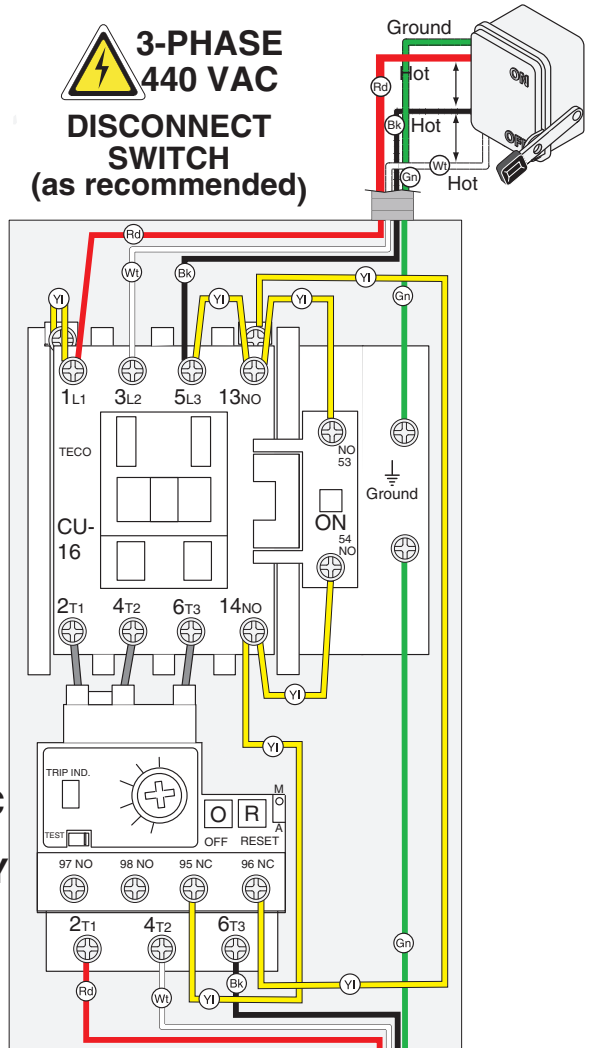 3-PHASE
440 VAC
DISCONNECT
SWITCH
(as recommended)
Ground
Hot
Rd
ON
Bk
Hot
OFF
Wt
Gn
Hot
Rd
Wt
Bk
Yl
Gn
Yl
Yl
Yl
1L1
3L2
5L3
13NO
TECO
NO
53
Ground
CU-
16
ON
54
NO
2T1
4T2
6T3
14NO
Yl
Yl
TRIP IND.
M
O
R
A
TEST
OFF
RESET
C
Y
97 NO
98 NO
95 NC
96 NC
2T1
4T2
6T3
Gn
Rd
Wt
Yl
Bk
Yl